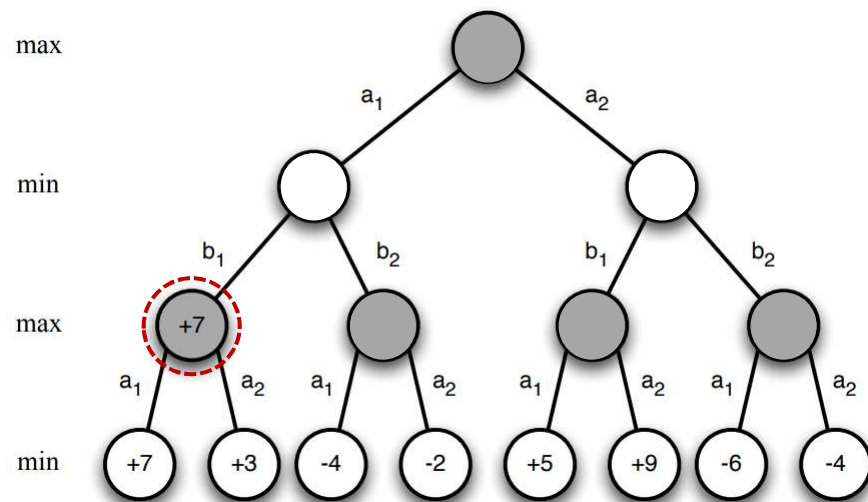 max
a1 a2
min
b1 b2 b1 b2
max +7
a1 a2 a1 a2 a1 a2 a1 a2
min +7 +3 -4 -2 +5 +9 -6 -4